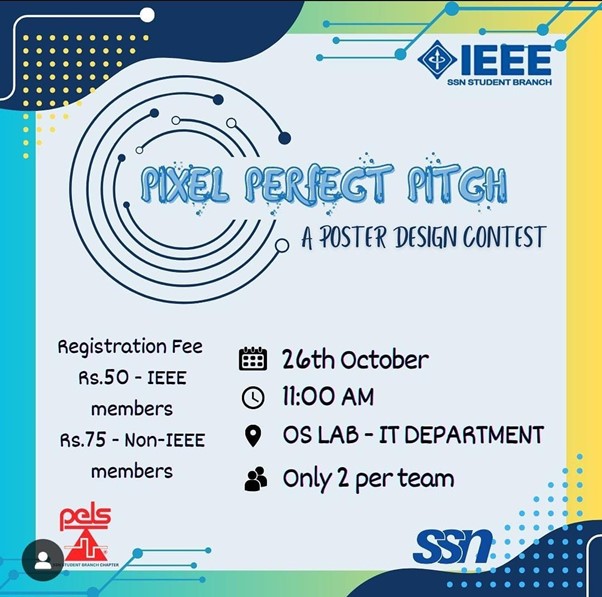 IEEE
SSN STUDENT BRANCH
PIXEL PERFECT PITCH
A POSTER DESIGN CONTEST
Registration Fee
Rs.50 - IEEE
members
Rs.75 - Non-IEEE
members
26th October
11:00 AM
OS LAB - IT DEPARTMENT
Only 2 per team
pels
STUDENT BRANCH CHAPTER
ssn